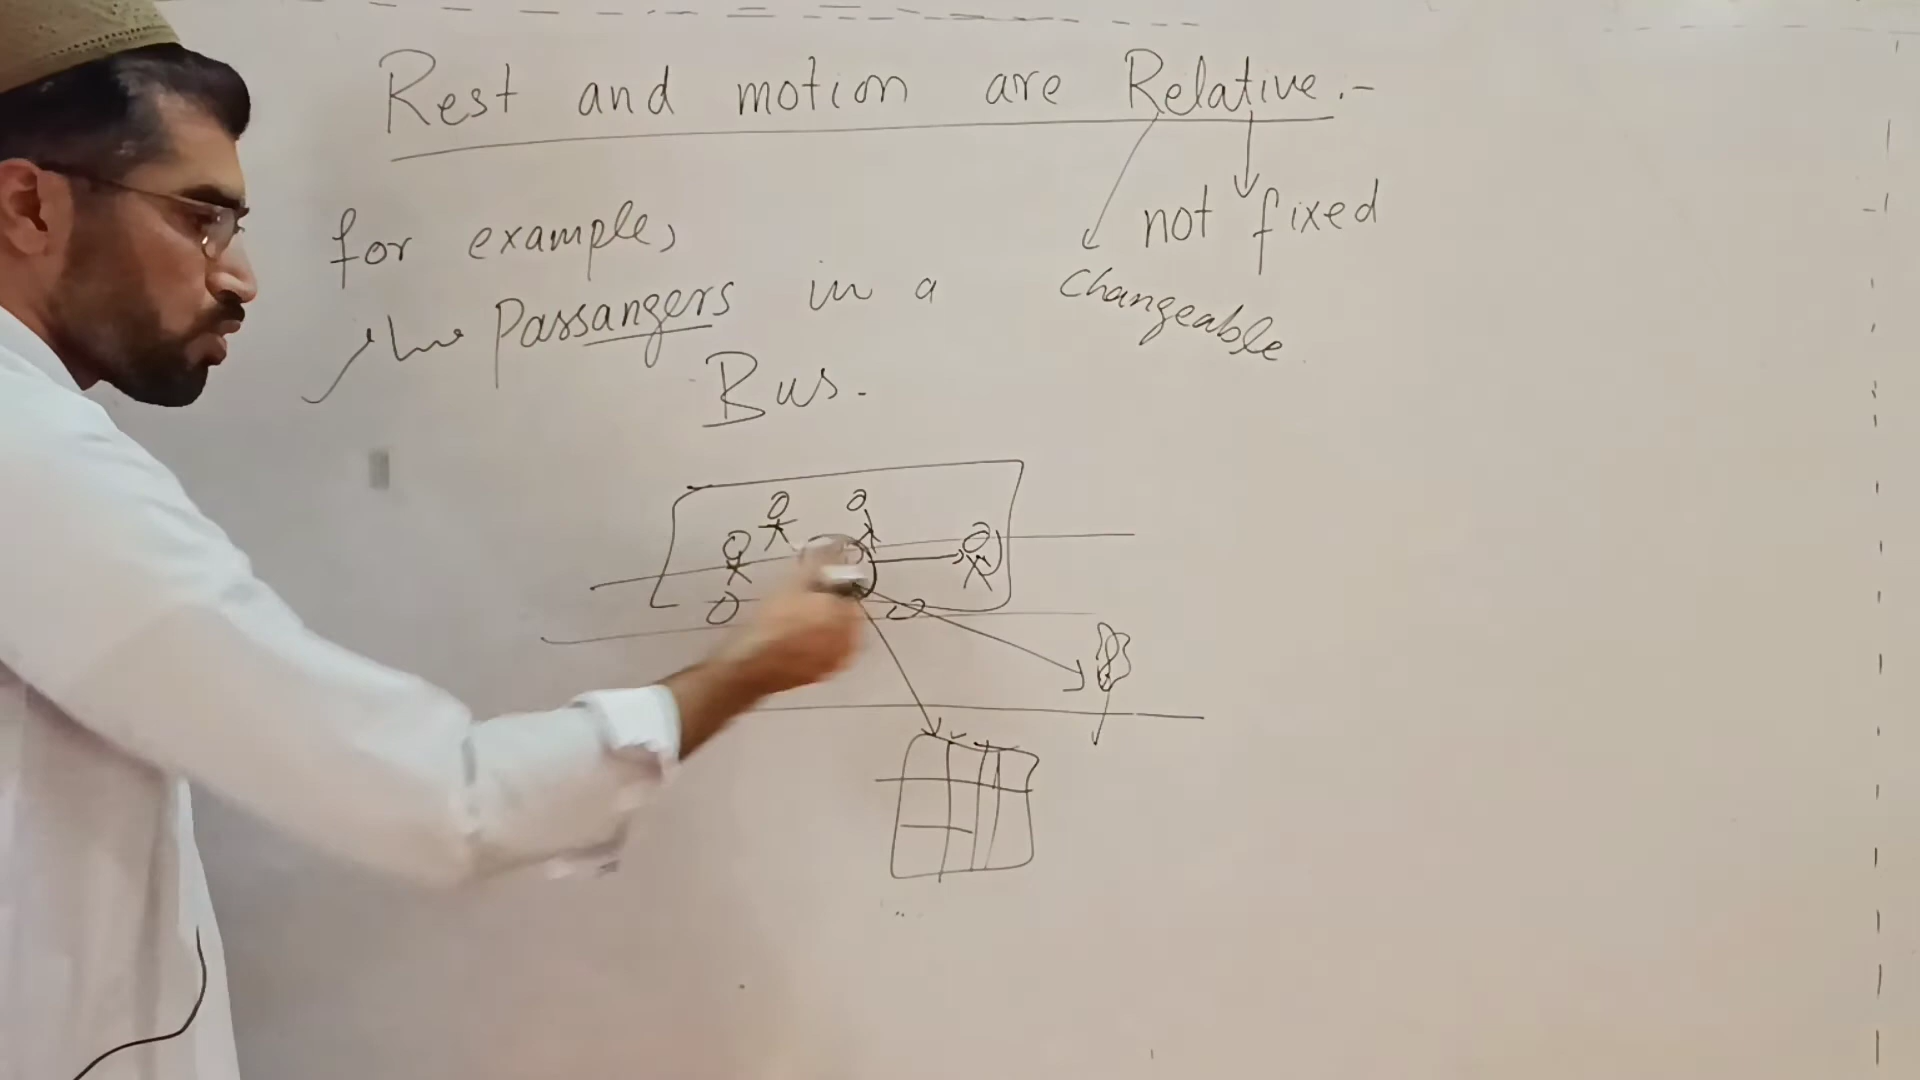 Rest and motion are Relative.-
not fixed
Changeable
for example,
the Passangers in a
Bus.